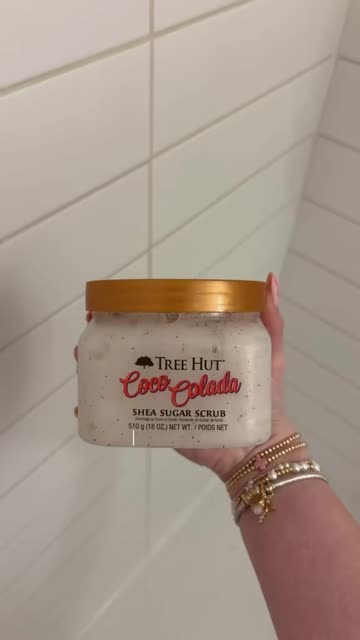 TREE HUT
Coco Colada
SHEA SUGAR SCRUB
510 g (18 OZ.) NET WT. / POIDS NET